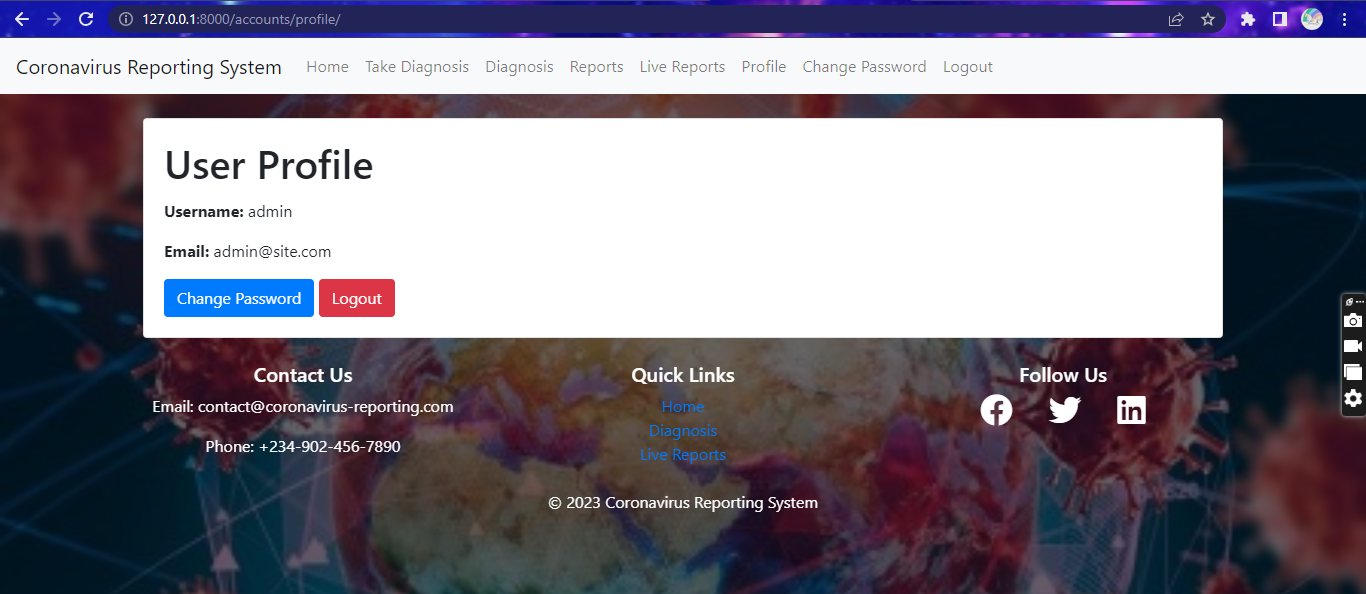 127.0.0.1:8000/accounts/profile/
Coronavirus Reporting System Home Take Diagnosis Diagnosis Reports Live Reports Profile Change Password Logout
User Profile
Username: admin
Email: admin@site.com
Change Password Logout
Contact Us
Email: contact@coronavirus-reporting.com
Phone: +234-902-456-7890
Quick Links
Home
Diagnosis
Live Reports
Follow Us
© 2023 Coronavirus Reporting System